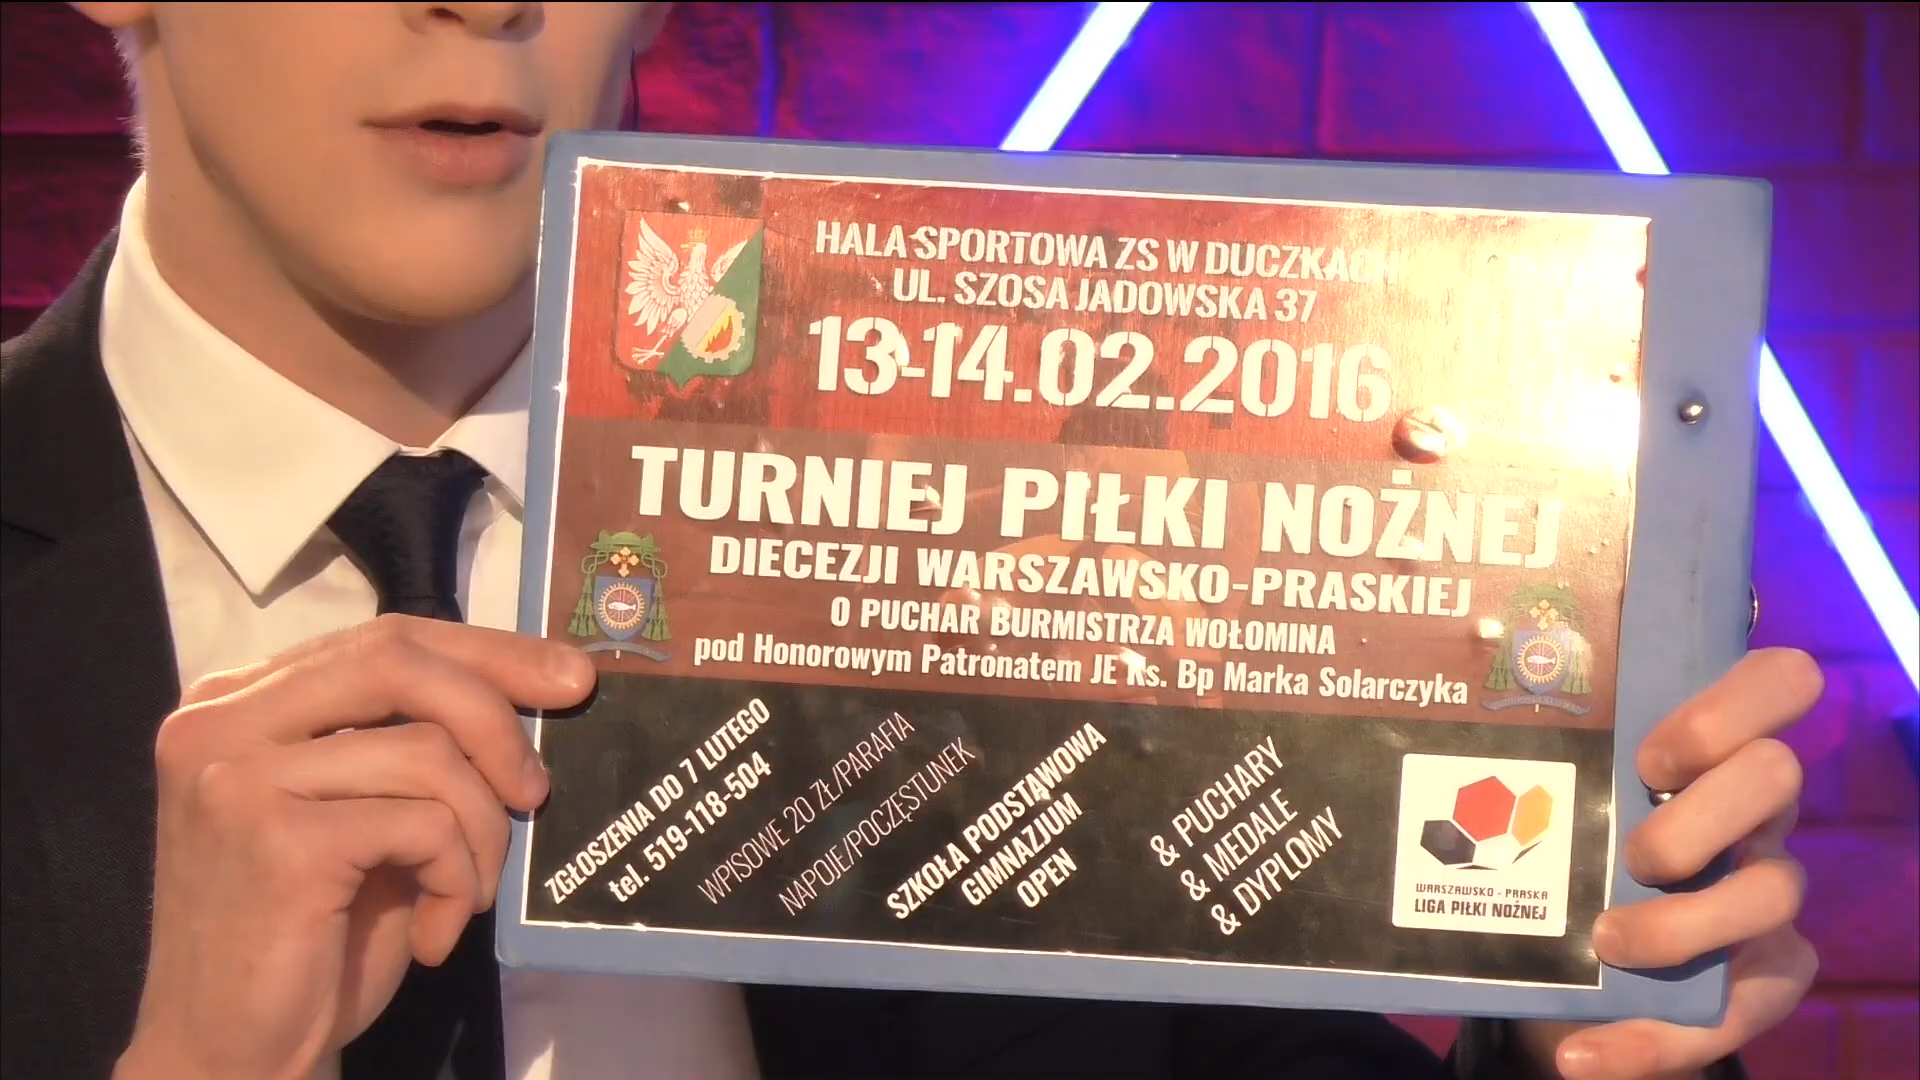 HALA SPORTOWA ZS W DUCZKACH
UL. SZOSA JADOWSKA 37
13-14.02.2016
TURNIEJ PIŁKI NOŻNEJ
DIECEZJI WARSZAWSKO-PRASKIEJ
O PUCHAR BURMISTRZA WOŁOMINA
pod Honorowym Patronatem JE Ks. Bp Marka Solarczyka
ZGŁOSZENIA DO 7 LUTEGO
tel. 519-118-504
WPISOWE 20 ZŁ/PARAFIA
NAPOJE/POCZĘSTUNEK
SZKOŁA PODSTAWOWA
GIMNAZJUM
OPEN
& PUCHARY
& MEDALE
& DYPLOMY
WARSZAWSKO - PRASKA
LIGA PIŁKI NOŻNEJ